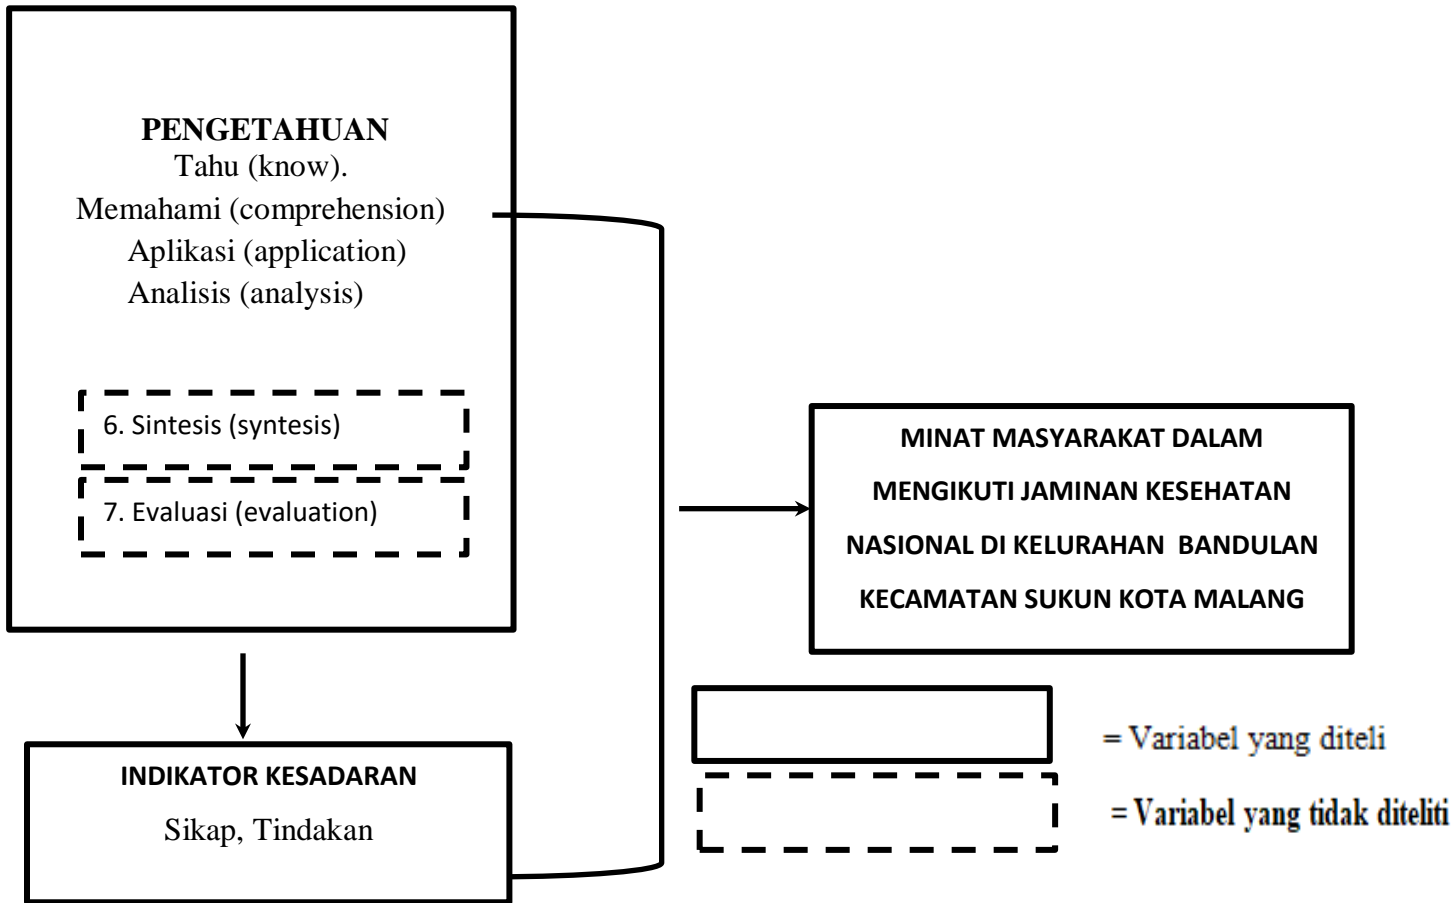 PENGETAHUAN
Tahu (know).
Memahami (comprehension)
Aplikasi (application)
Analisis (analysis)
6. Sintesis (syntesis)
7. Evaluasi (evaluation)
INDIKATOR KESADARAN
Sikap, Tindakan
MINAT MASYARAKAT DALAM
MENGIKUTI JAMINAN KESEHATAN
NASIONAL DI KELURAHAN BANDULAN
KECAMATAN SUKUN KOTA MALANG
= Variabel yang diteli
= Variabel yang tidak diteliti